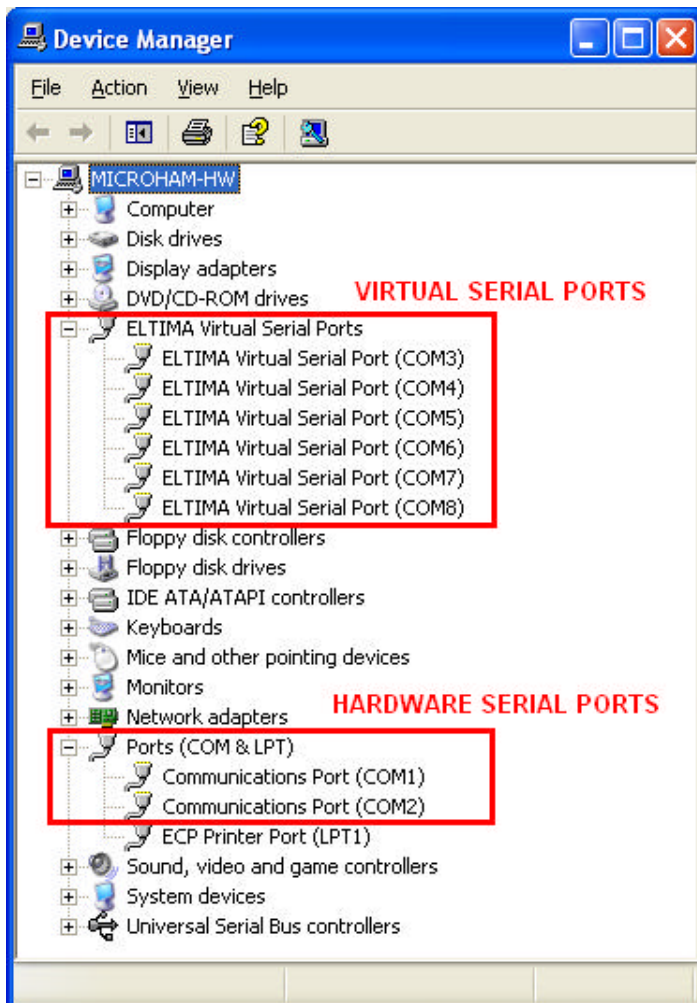 Device Manager
File Action View Help
MICROHAM-HW
Computer
Disk drives
Display adapters
DVD/CD-ROM drives
VIRTUAL SERIAL PORTS
ELTIMA Virtual Serial Ports
ELTIMA Virtual Serial Port (COM3)
ELTIMA Virtual Serial Port (COM4)
ELTIMA Virtual Serial Port (COM5)
ELTIMA Virtual Serial Port (COM6)
ELTIMA Virtual Serial Port (COM7)
ELTIMA Virtual Serial Port (COM8)
Floppy disk controllers
Floppy disk drives
IDE ATA/ATAPI controllers
Keyboards
Mice and other pointing devices
Monitors
Network adapters
HARDWARE SERIAL PORTS
Ports (COM & LPT)
Communications Port (COM1)
Communications Port (COM2)
ECP Printer Port (LPT1)
Sound, video and game controllers
System devices
Universal Serial Bus controllers